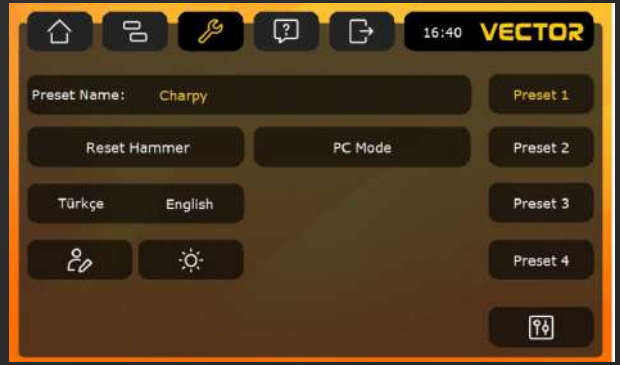 16:40 VECTOR
Preset Name: Charpy
Preset 1
Reset Hammer
PC Mode
Preset 2
Türkçe
English
Preset 3
Preset 4